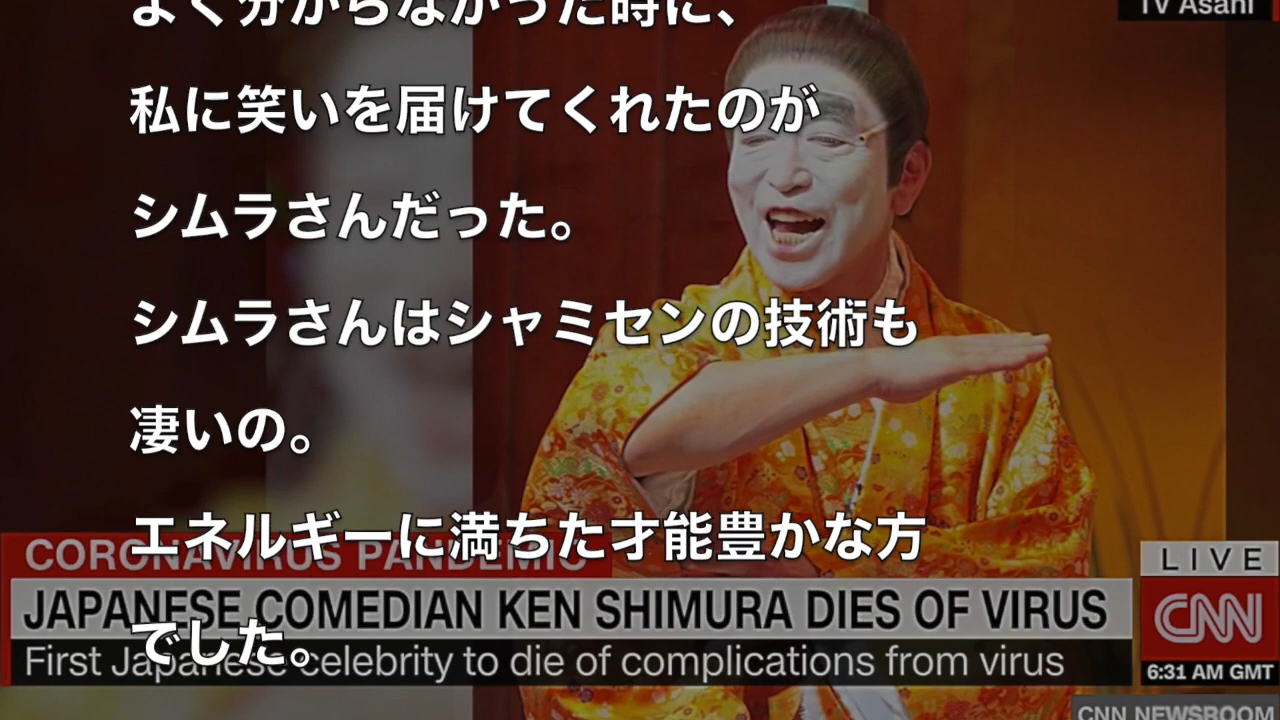 よく分からなかった時に、
TV Asahi
私に笑いを届けてくれたのが
シムラさんだった。
シムラさんはシャミセンの技術も
凄いの。
エネルギーに満ちた才能豊かな方
でした。
CORONAVIRUS PANDEMIC
JAPANESE COMEDIAN KEN SHIMURA DIES OF VIRUS
First Japanese celebrity to die of complications from virus
LIVE
CNN
6:31 AM GMT
CNN NEWSROOM